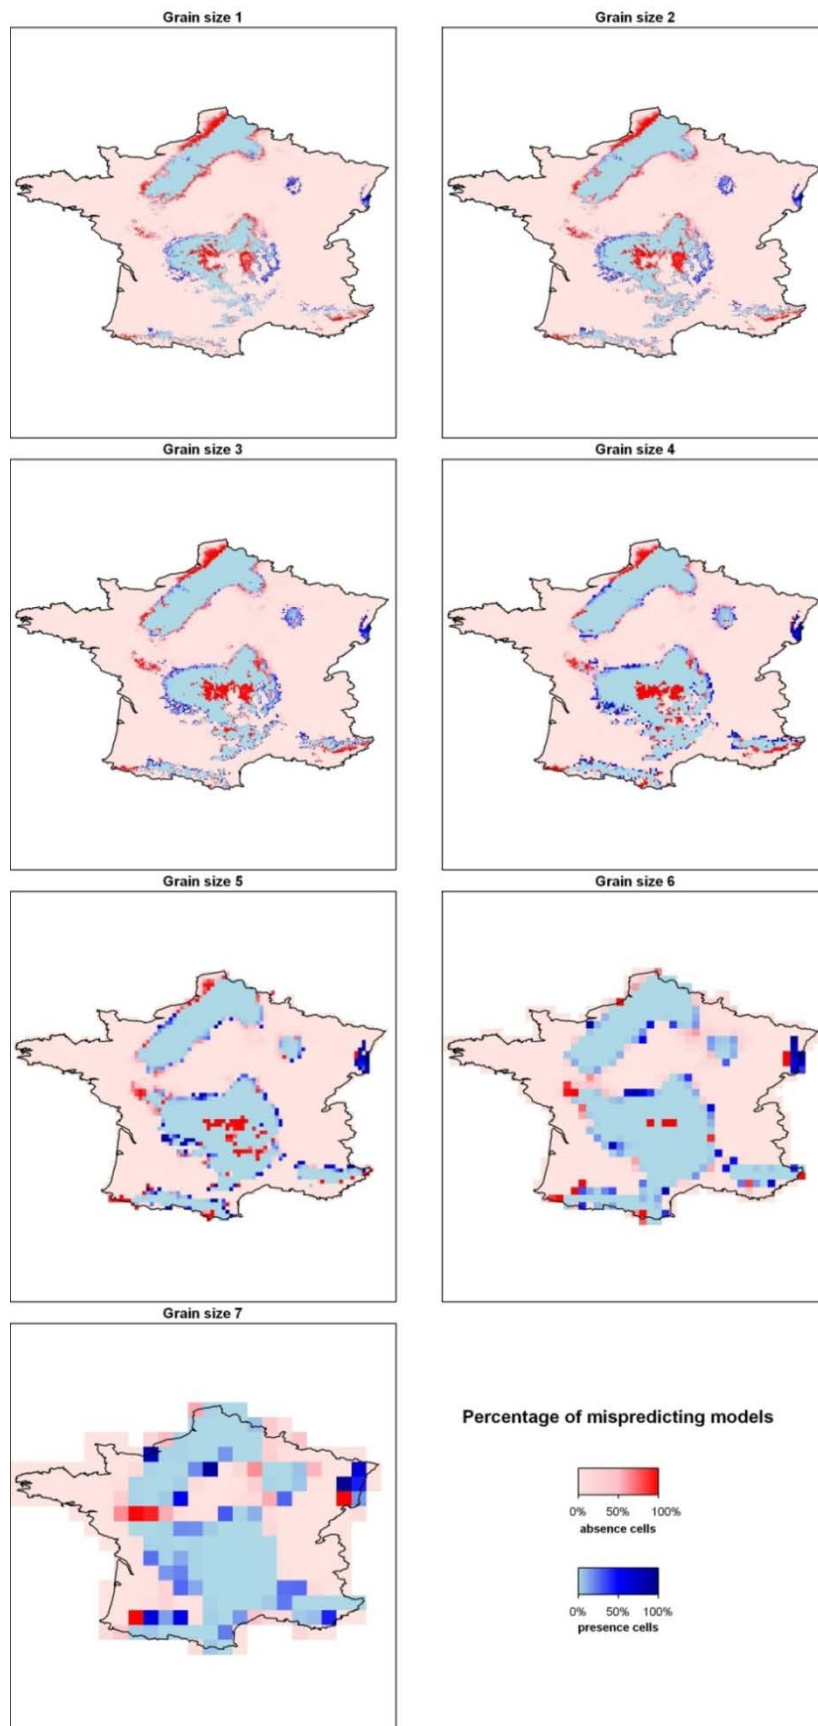 Grain size 1
Grain size 2
Grain size 3
Grain size 4
Grain size 5
Grain size 6
Grain size 7
Percentage of mispredicting models
0% 50% 100%
absence cells
0% 50% 100%
presence cells